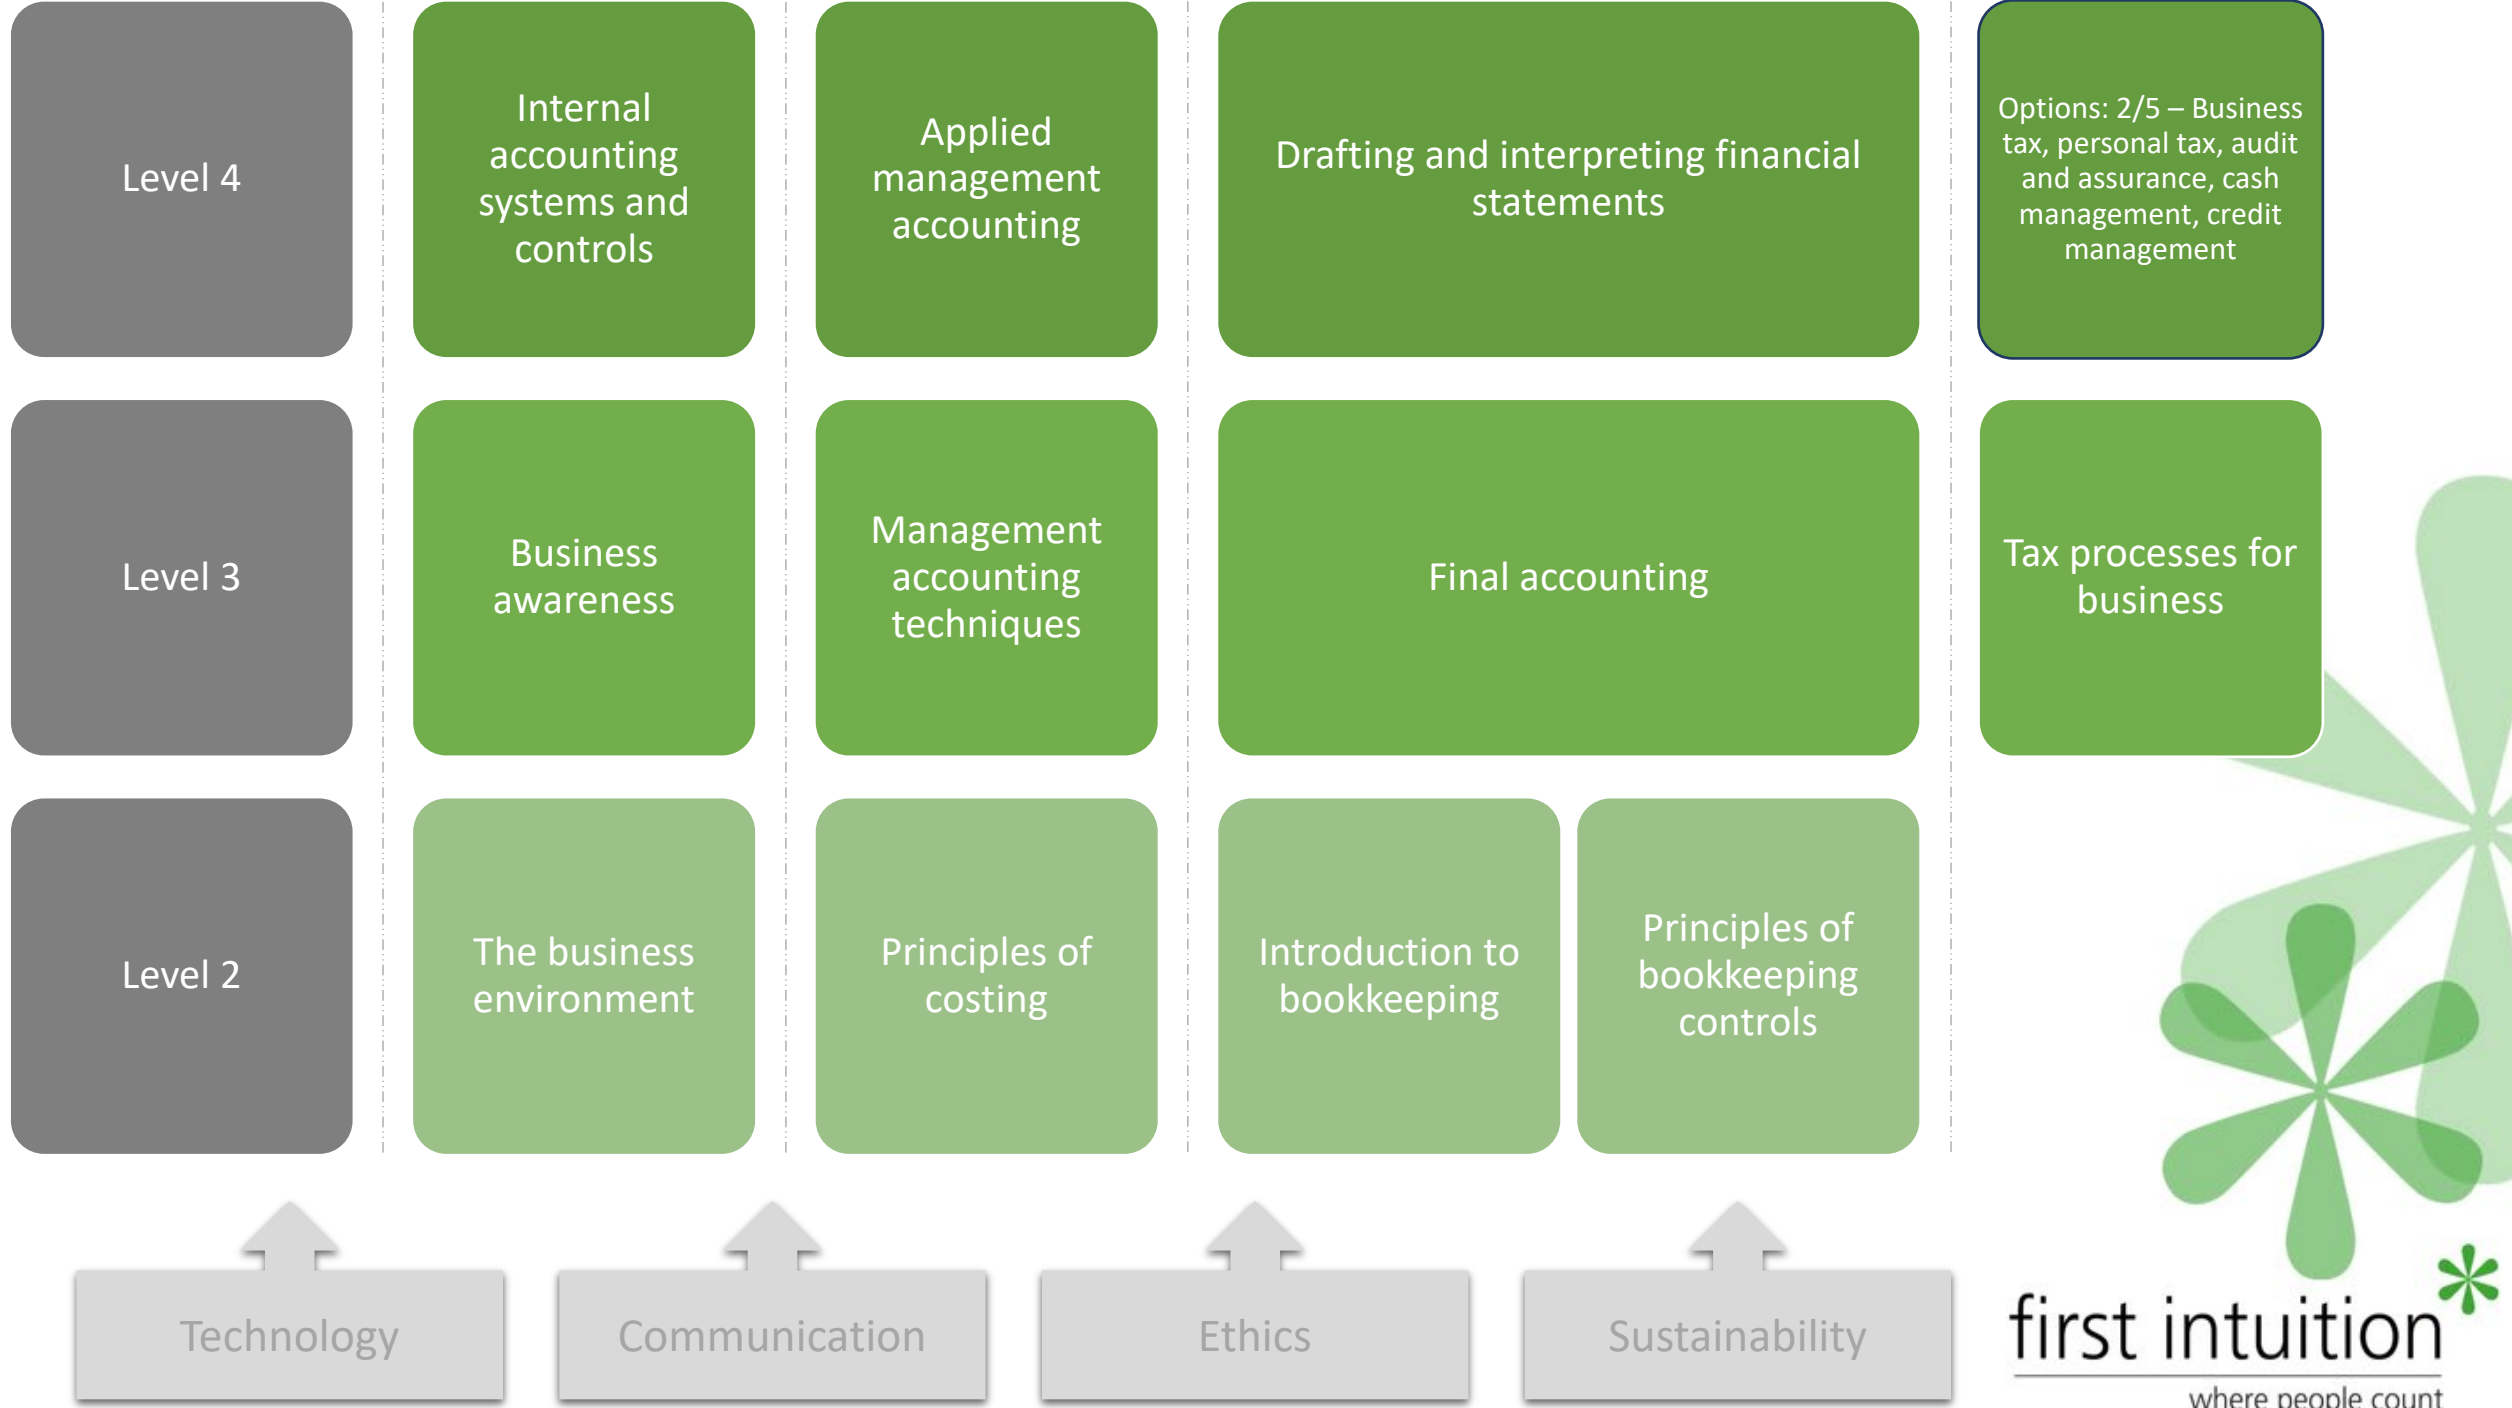 Level 4
Internal
accounting
systems and
controls
Applied
management
accounting
Drafting and interpreting financial
statements
Options: 2/5 – Business
tax, personal tax, audit
and assurance, cash
management, credit
management
Level 3
Business
awareness
Management
accounting
techniques
Final accounting
Tax processes for
business
Level 2
The business
environment
Principles of
costing
Introduction to
bookkeeping
Principles of
bookkeeping
controls
Technology
Communication
Ethics
Sustainability
first intuition
where people count